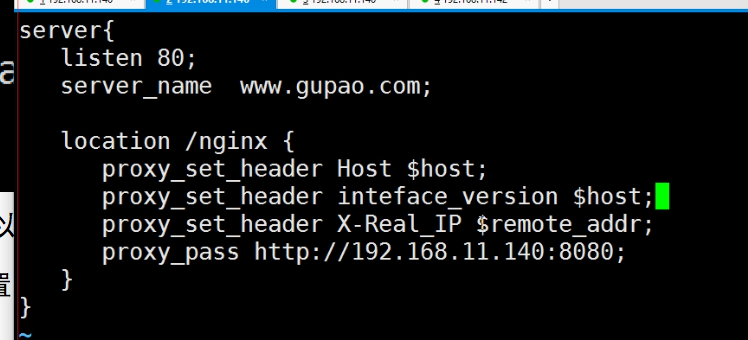 server{
listen 80;
server_name www.gupao.com;
location /nginx {
proxy_set_header Host $host;
proxy_set_header inteface_version $host;
proxy_set_header X-Real_IP $remote_addr;
proxy_pass http://192.168.11.140:8080;
}
}
~